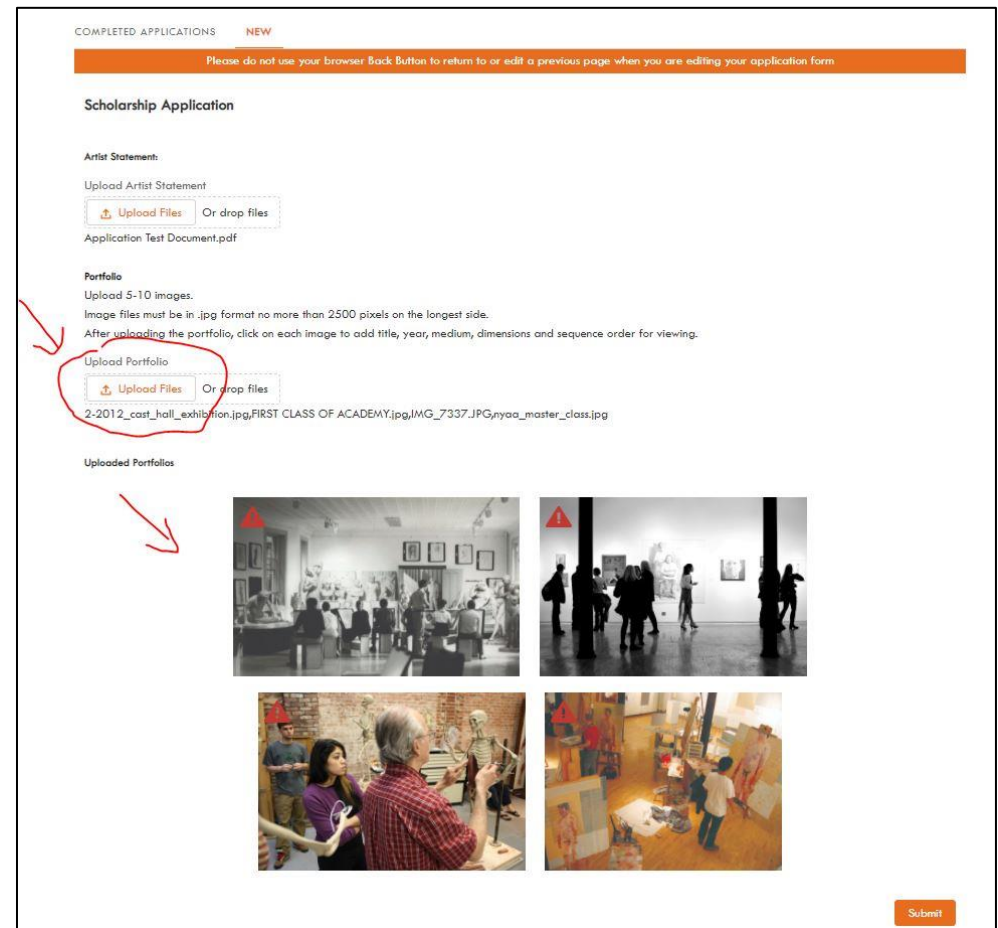 COMPLETED APPLICATIONS NEW
Please do not use your browser Back Button to return to or edit a previous page when you are editing your application form
Scholarship Application
Artist Statement:
Upload Artist Statement
Upload Files Or drop files
Application Test Document.pdf
Portfolio
Upload 5-10 images.
Image files must be in .jpg format no more than 2500 pixels on the longest side.
After uploading the portfolio, click on each image to add title, year, medium, dimensions and sequence order for viewing.
Upload Portfolio
Upload Files Or drop files
2-2012_cast_hall_exhibition.jpg,FIRST CLASS OF ACADEMY.jpg,IMG_7337.JPG,nyaa_master_class.jpg
Uploaded Portfolios
Submit